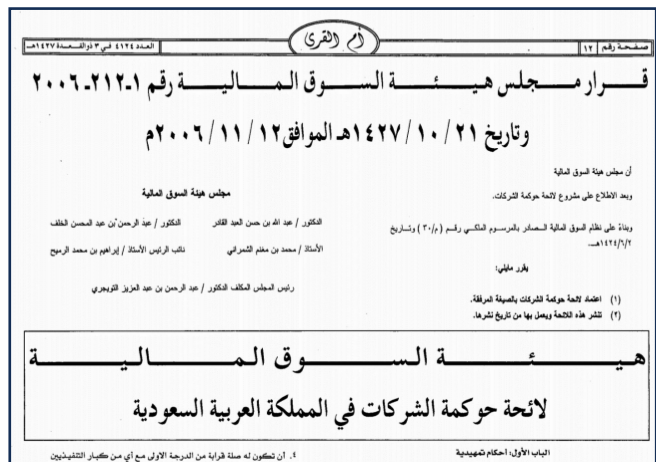 صفحة رقم ١٢
أم القرى
العدد ٤١٢٤ في ٣ ذو القعدة ١٤٢٧هـ
قرار مجلس هيئة السوق المالية رقم ١-٢١٢-٢٠٠٦
وتاريخ ٢١ / ١٠ / ١٤٢٧هـ الموافق ١٢ / ١١ / ٢٠٠٦م
أن مجلس هيئة السوق المالية
وبعد الاطلاع على مشروع لائحة حوكمة الشركات.
وبناءً على نظام السوق المالية الصادر بالمرسوم الملكي رقم (م/٣٠) وتاريخ
١٤٢٤/٦/٢هـ.
يقرر مايلي:
(١) اعتماد لائحة حوكمة الشركات بالصيغة المرفقة.
(٢) تنشر هذه اللائحة ويعمل بها من تاريخ نشرها.
مجلس هيئة السوق المالية
الدكتور / عبد الله بن حسن العبد القادر
الدكتور / عبد الرحمن بن عبد المحسن الخلف
الأستاذ / محمد بن مغنم الشمراني
نائب الرئيس الأستاذ / إبراهيم بن محمد الرميح
رئيس المجلس المكلف الدكتور / عبد الرحمن بن عبد العزيز التويجري
هيئة السوق المالية
لائحة حوكمة الشركات في المملكة العربية السعودية
الباب الأول: أحكام تمهيدية
٤. أن تكون له صلة قرابة من الدرجة الاولى مع أي من كبار التنفيذيين